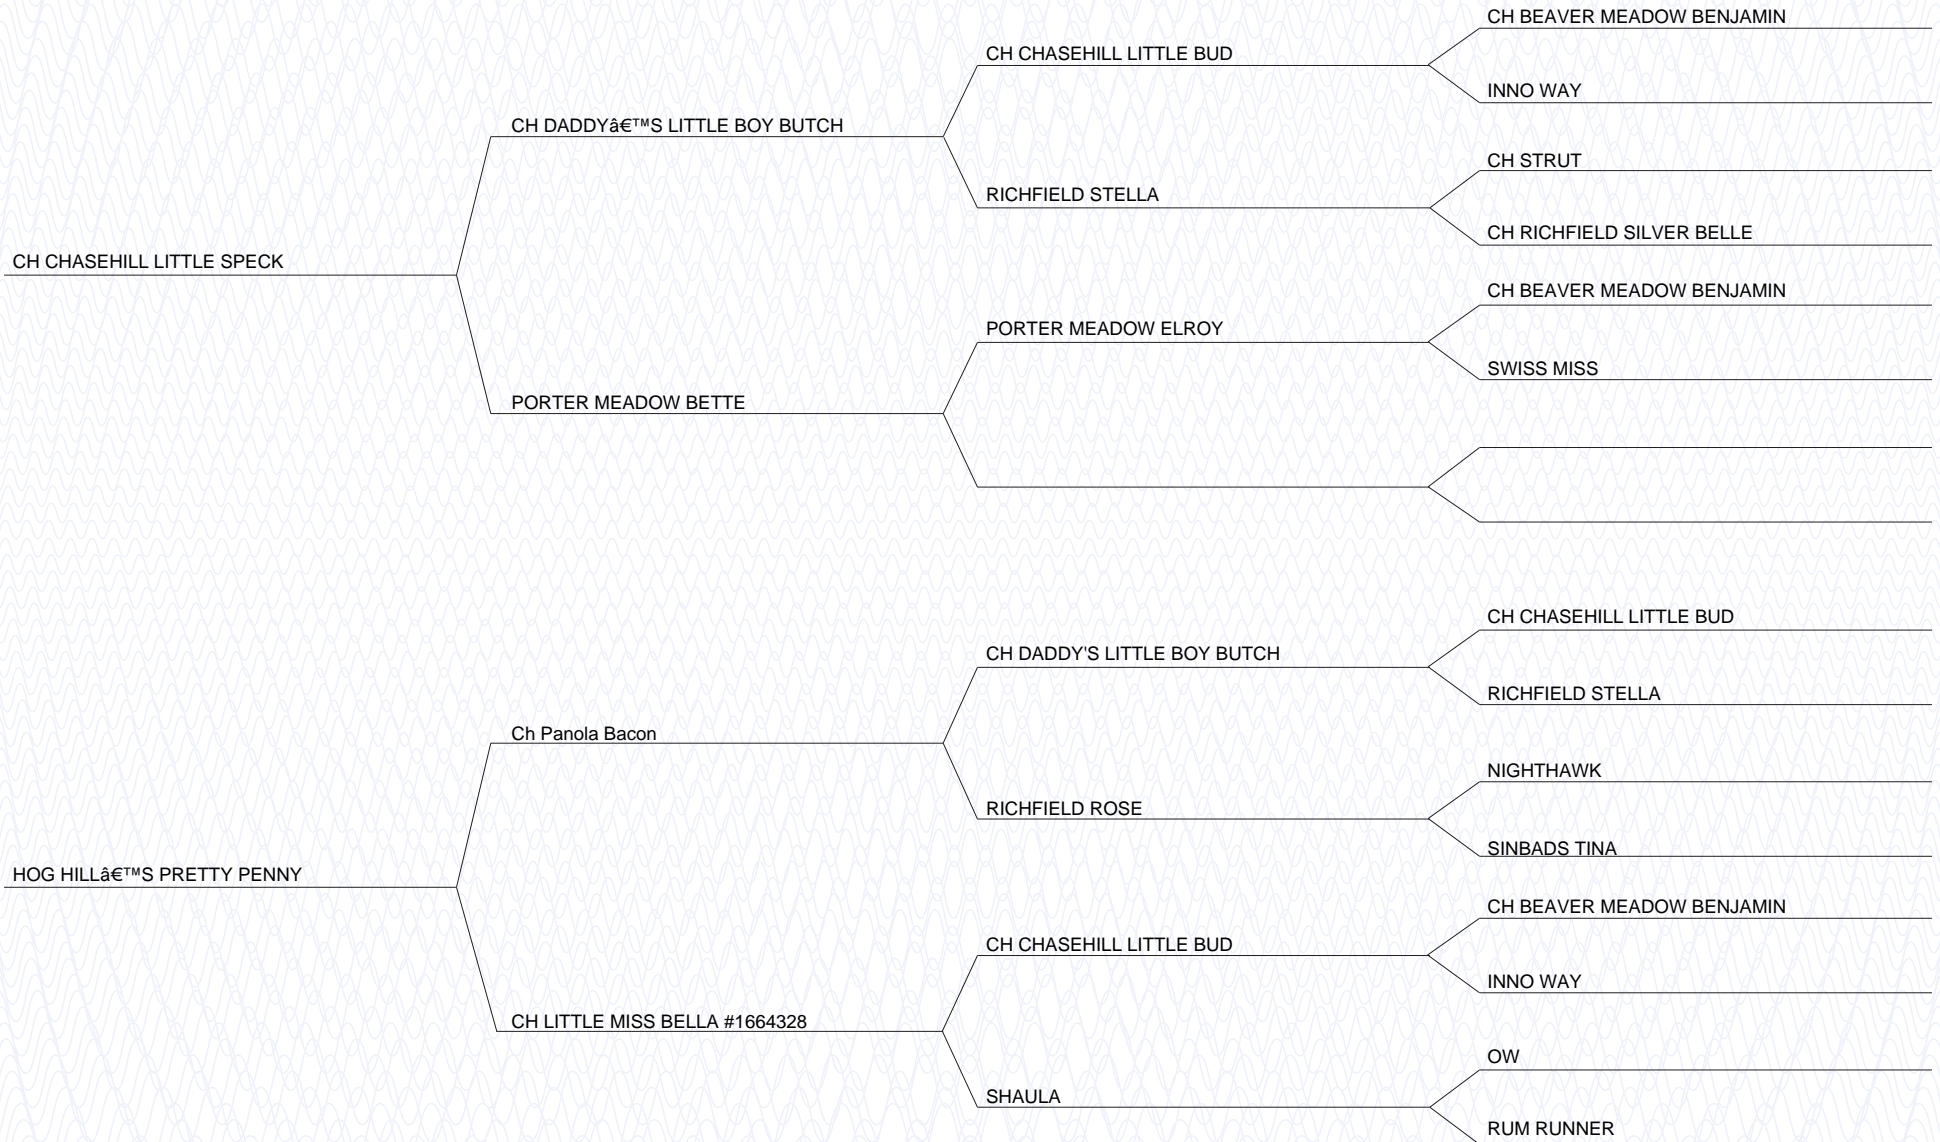 CH BEAVER MEADOW BENJAMIN
CH CHASEHILL LITTLE BUD
INNO WAY
CH DADDYâ€™S LITTLE BOY BUTCH
CH STRUT
RICHFIELD STELLA
CH RICHFIELD SILVER BELLE
CH CHASEHILL LITTLE SPECK
CH BEAVER MEADOW BENJAMIN
PORTER MEADOW ELROY
SWISS MISS
PORTER MEADOW BETTE
CH CHASEHILL LITTLE BUD
CH DADDY'S LITTLE BOY BUTCH
RICHFIELD STELLA
Ch Panola Bacon
NIGHTHAWK
RICHFIELD ROSE
SINBADS TINA
HOG HILLâ€™S PRETTY PENNY
CH BEAVER MEADOW BENJAMIN
CH CHASEHILL LITTLE BUD
INNO WAY
CH LITTLE MISS BELLA #1664328
OW
SHAULA
RUM RUNNER